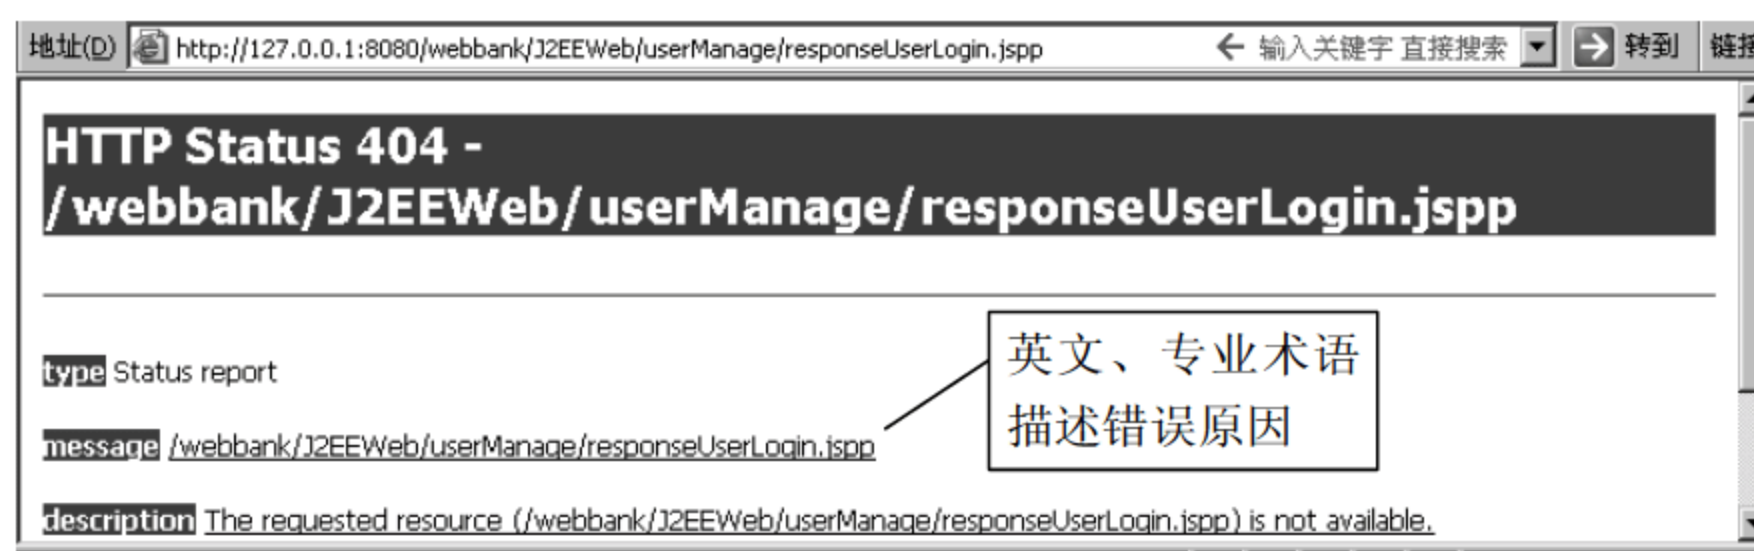 地址(D) http://127.0.0.1:8080/webbank/J2EEWeb/userManage/responseUserLogin.jspp 输入关键字 直接搜索 转到 链接
HTTP Status 404 -
/webbank/J2EEWeb/userManage/responseUserLogin.jspp
type Status report
英文、专业术语
描述错误原因
message /webbank/J2EEWeb/userManage/responseUserLogin.jspp
description The requested resource (/webbank/J2EEWeb/userManage/responseUserLogin.jspp) is not available.